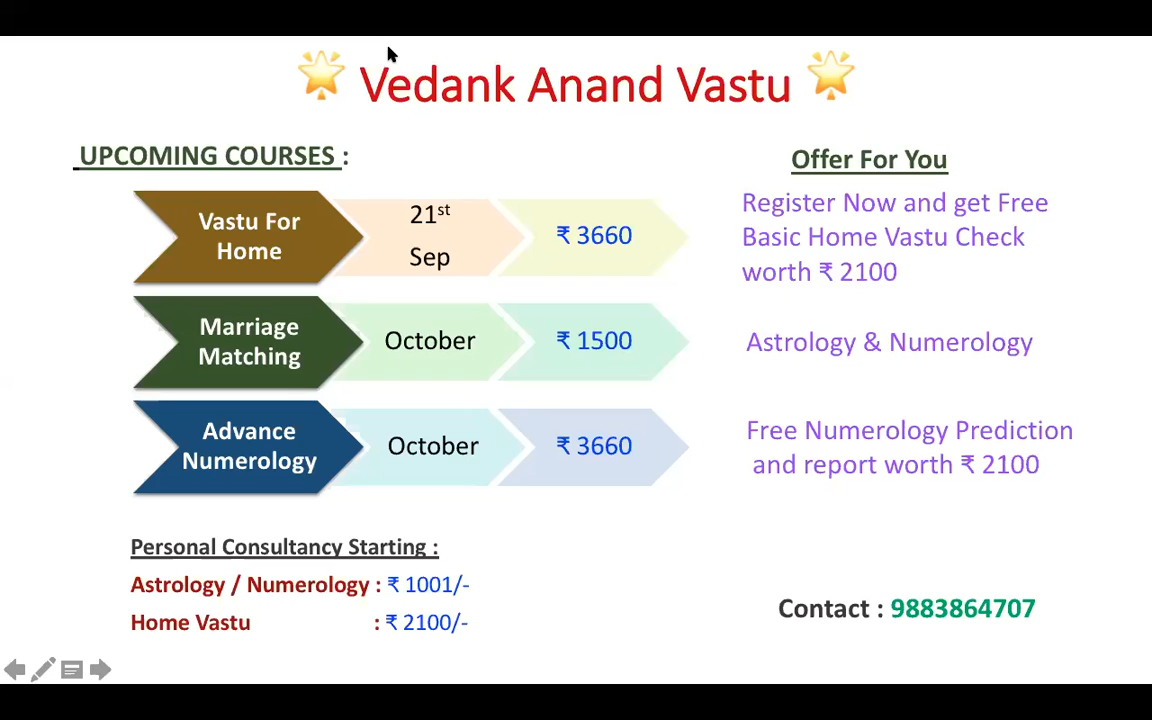 Vedank Anand Vastu
UPCOMING COURSES :
Offer For You
Vastu For
Home
21st
Sep
₹ 3660
Register Now and get Free
Basic Home Vastu Check
worth ₹ 2100
Marriage
Matching
October
₹ 1500
Astrology & Numerology
Advance
Numerology
October
₹ 3660
Free Numerology Prediction
and report worth ₹ 2100
Personal Consultancy Starting :
Astrology / Numerology : ₹ 1001/-
Home Vastu : ₹ 2100/-
Contact : 9883864707